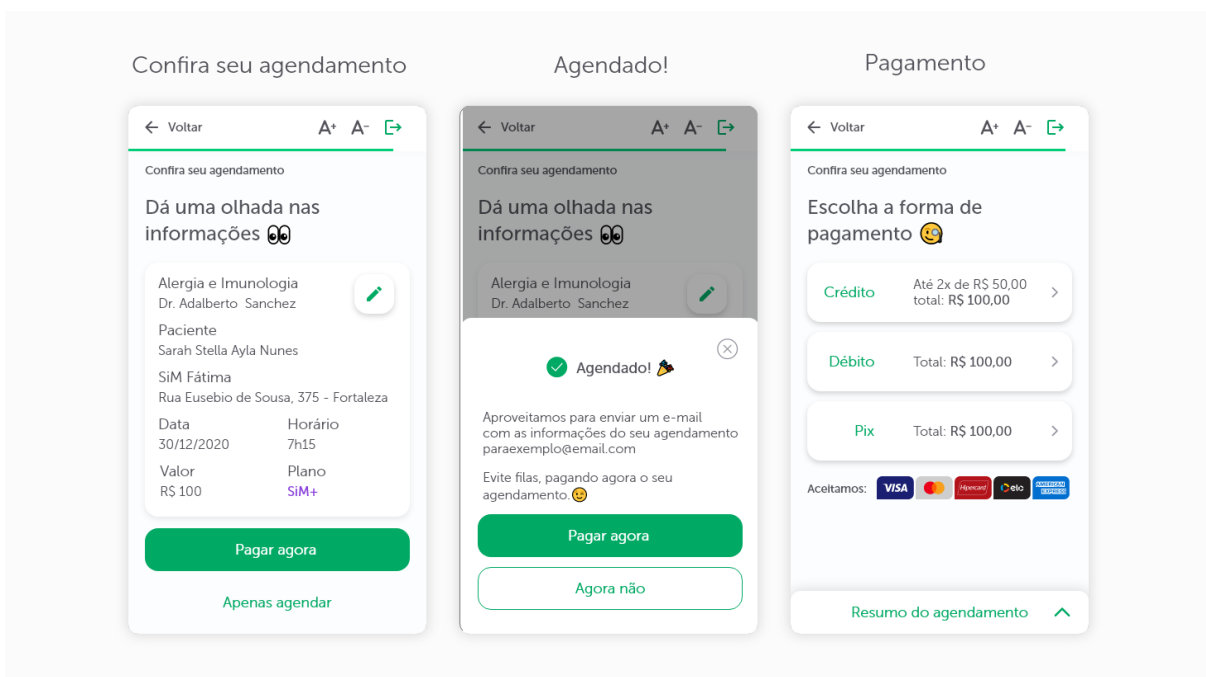 Confira seu agendamento
Voltar
A+ A-
Confira seu agendamento
Dá uma olhada nas
informações 👀
Alergia e Imunologia
Dr. Adalberto Sanchez
Paciente
Sarah Stella Ayla Nunes
SiM Fátima
Rua Eusebio de Sousa, 375 - Fortaleza
Data Horário
30/12/2020 7h15
Valor Plano
R$ 100 SiM+
Pagar agora
Apenas agendar
Agendado!
Voltar
A+ A-
Confira seu agendamento
Dá uma olhada nas
informações 👀
Alergia e Imunologia
Dr. Adalberto Sanchez
Agendado! 🎉
Aproveitamos para enviar um e-mail
com as informações do seu agendamento
paraexemplo@email.com
Evite filas, pagando agora o seu
agendamento.😉
Pagar agora
Agora não
Pagamento
Voltar
A+ A-
Confira seu agendamento
Escolha a forma de
pagamento 🧐
Crédito
Até 2x de R$ 50,00
total: R$ 100,00
Débito Total: R$ 100,00
Pix Total: R$ 100,00
Aceitamos: VISA Hipercard elo AMERICAN EXPRESS
Resumo do agendamento